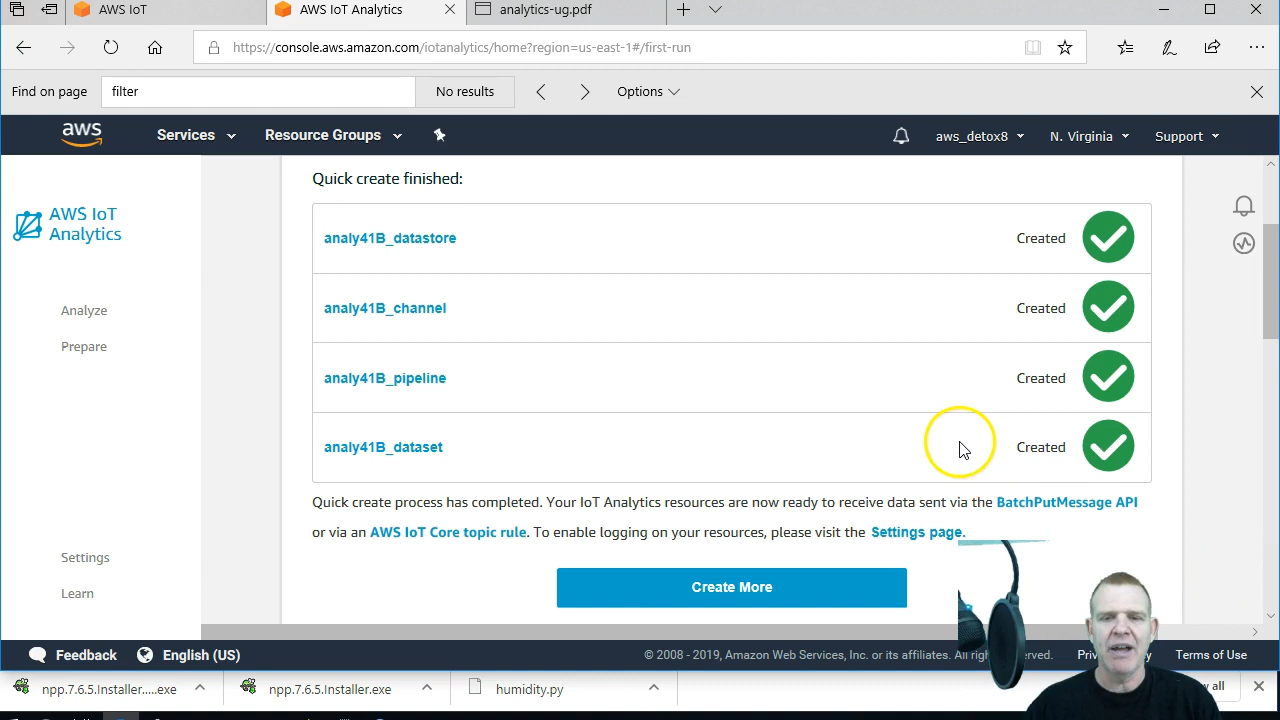 AWS IoT
AWS IoT Analytics
analytics-ug.pdf
https://console.aws.amazon.com/iotanalytics/home?region=us-east-1#/first-run
Find on page
filter
No results
Options
aws
Services
Resource Groups
aws_detox8
N. Virginia
Support
AWS IoT
Analytics
Analyze
Prepare
Settings
Learn
Quick create finished:
analy41B_datastore
Created
analy41B_channel
Created
analy41B_pipeline
Created
analy41B_dataset
Created
Quick create process has completed. Your IoT Analytics resources are now ready to receive data sent via the BatchPutMessage API
or via an AWS IoT Core topic rule. To enable logging on your resources, please visit the Settings page.
Create More
Feedback
English (US)
© 2008 - 2019, Amazon Web Services, Inc. or its affiliates. All reserved.
Terms of Use
npp.7.6.5.Installer.....exe
npp.7.6.5.Installer.exe
humidity.py
all